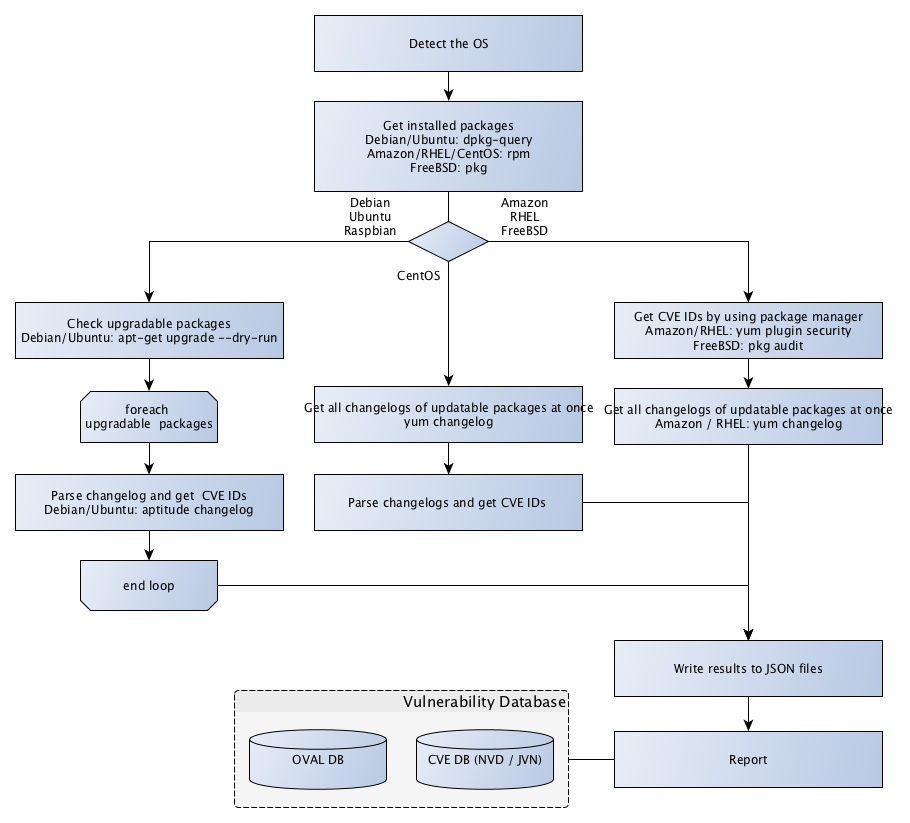 Detect the OS
Get installed packages
Debian/Ubuntu: dpkg-query
Amazon/RHEL/CentOS: rpm
FreeBSD: pkg
Debian
Ubuntu
Raspbian
Amazon
RHEL
FreeBSD
CentOS
Check upgradable packages
Debian/Ubuntu: apt-get upgrade --dry-run
foreach
upgradable  packages
Parse changelog and get  CVE IDs
Debian/Ubuntu: aptitude changelog
end loop
Get all changelogs of updatable packages at once
yum changelog
Parse changelogs and get CVE IDs
Get CVE IDs by using package manager
Amazon/RHEL: yum plugin security
FreeBSD: pkg audit
Get all changelogs of updatable packages at once
Amazon / RHEL: yum changelog
Write results to JSON files
Vulnerability Database
OVAL DB
CVE DB (NVD / JVN)
Report